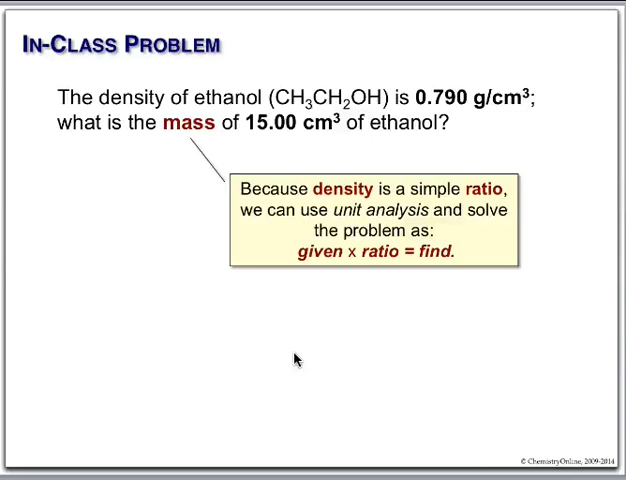 IN-CLASS PROBLEM
The density of ethanol (CH₃CH₂OH) is 0.790 g/cm³;
what is the mass of 15.00 cm³ of ethanol?
Because density is a simple ratio,
we can use unit analysis and solve
the problem as:
given x ratio = find.
© ChemistryOnline, 2009-2014